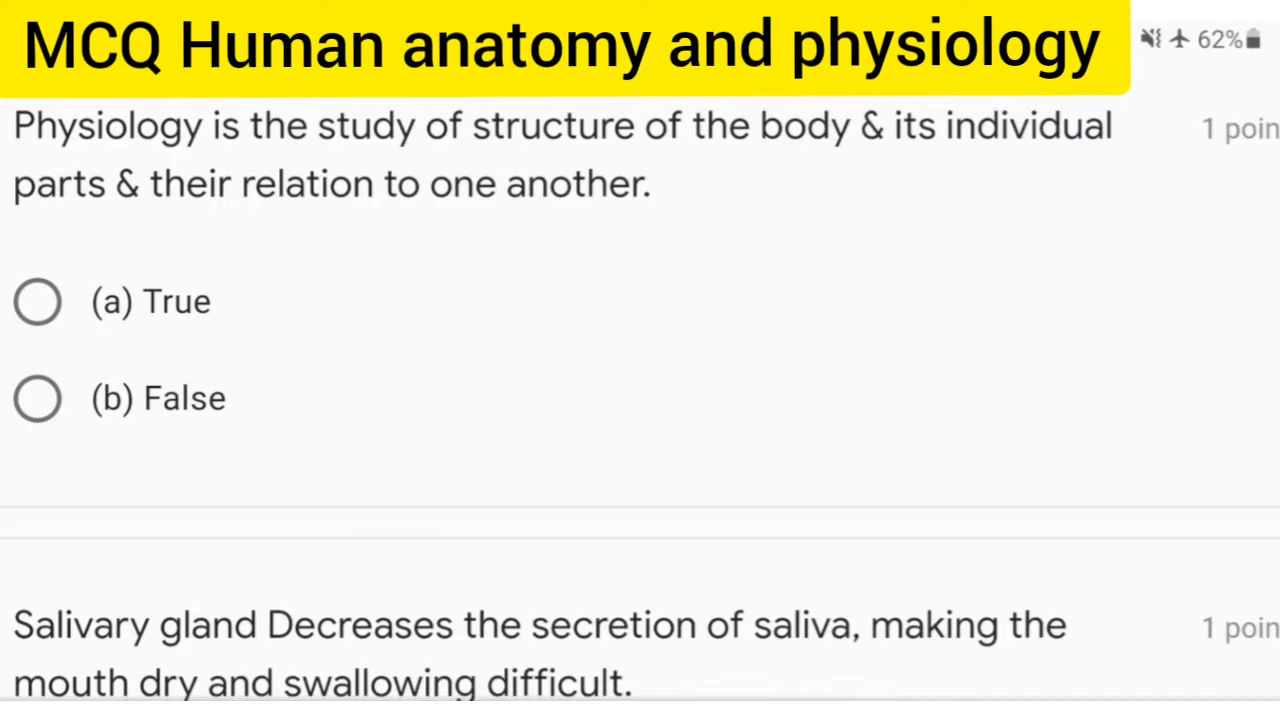 MCQ Human anatomy and physiology
62%
Physiology is the study of structure of the body & its individual
1 poin
parts & their relation to one another.
(a) True
(b) False
Salivary gland Decreases the secretion of saliva, making the
1 poin
mouth dry and swallowing difficult.